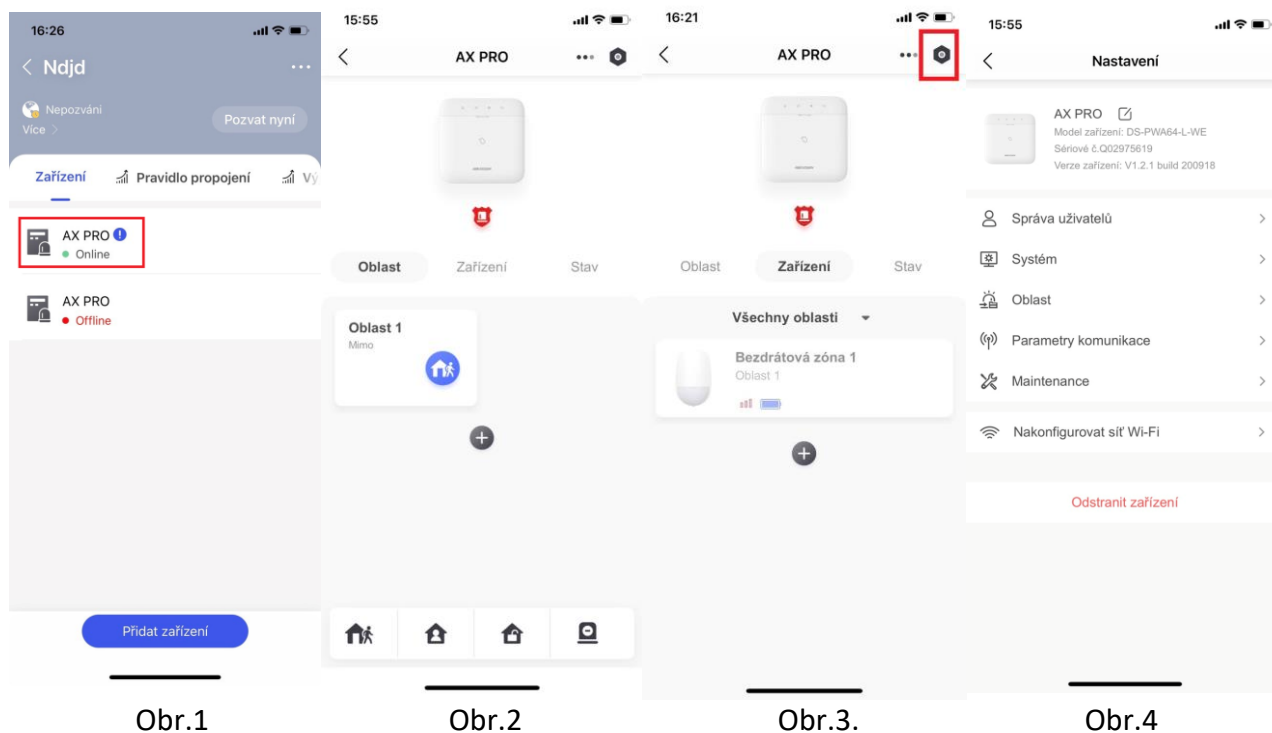 16:26
Ndjd
Nepozváni
Více
Pozvat nyní
Zařízení
Pravidlo propojení
Vý
AX PRO
Online
AX PRO
Offline
Přidat zařízení
Obr.1
15:55
AX PRO
Oblast
Zařízení
Stav
Oblast 1
Mimo
Obr.2
16:21
AX PRO
Oblast
Zařízení
Stav
Všechny oblasti
Bezdrátová zóna 1
Oblast 1
Obr.3.
15:55
Nastavení
AX PRO
Model zařízení: DS-PWA64-L-WE
Sériové č.Q02975619
Verze zařízení: V1.2.1 build 200918
Správa uživatelů
Systém
Oblast
Parametry komunikace
Maintenance
Nakonfigurovat síť Wi-Fi
Odstranit zařízení
Obr.4